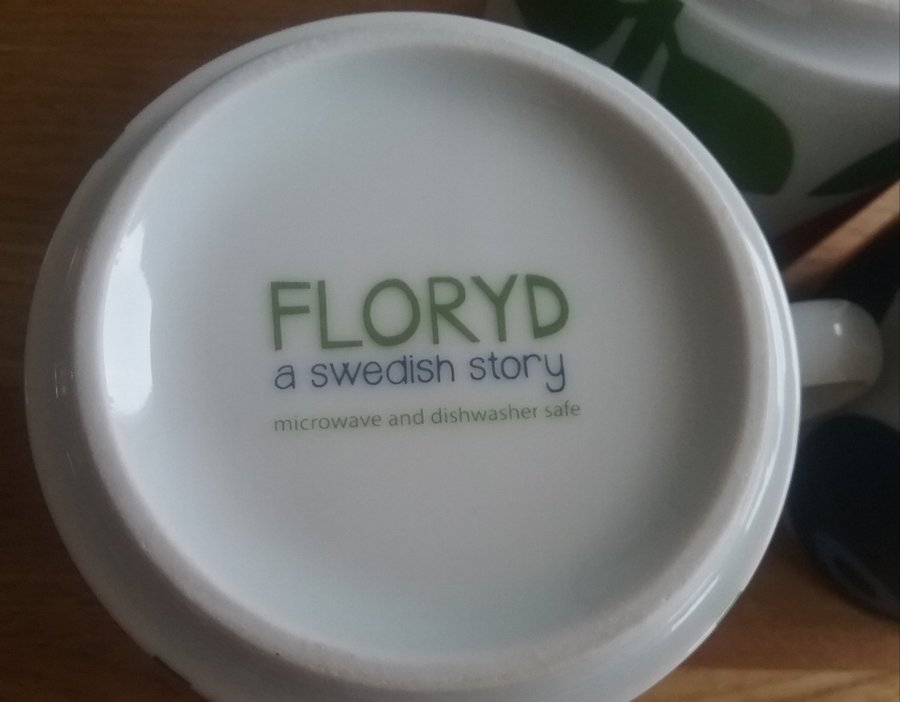 FLORYD
a swedish story
microwave and dishwasher safe